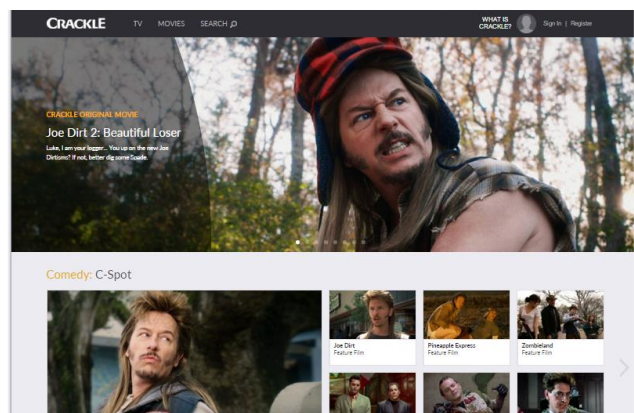 CRACKLE
TV MOVIES SEARCH
WHAT IS
CRACKLE?
Sign In | Register
CRACKLE ORIGINAL MOVIE
Joe Dirt 2: Beautiful Loser
Luke, I am your logger... You up on the new Joe
Dirtisms? If not, better dig some Spade.
Comedy: C-Spot
Joe Dirt
Feature Film
Pineapple Express
Feature Film
Zombieland
Feature Film